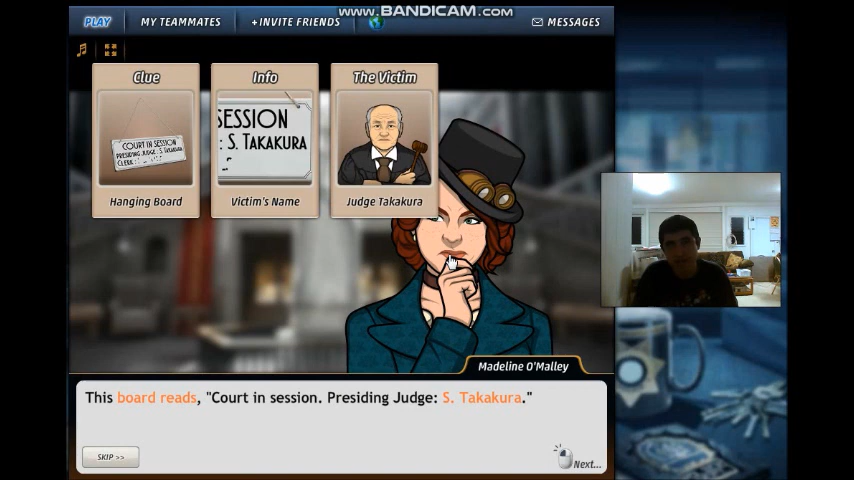 WWW.BANDICAM.COM
PLAY
MY TEAMMATES
+INVITE FRIENDS
MESSAGES
Clue
Info
The Victim
COURT IN SESSION
PRESIDING JUDGE: S. TAKAKURA
CLERK:
SESSION
: S. TAKAKURA
Hanging Board
Victim's Name
Judge Takakura
Madeline O'Malley
This board reads, "Court in session. Presiding Judge: S. Takakura."
SKIP >>
Next...